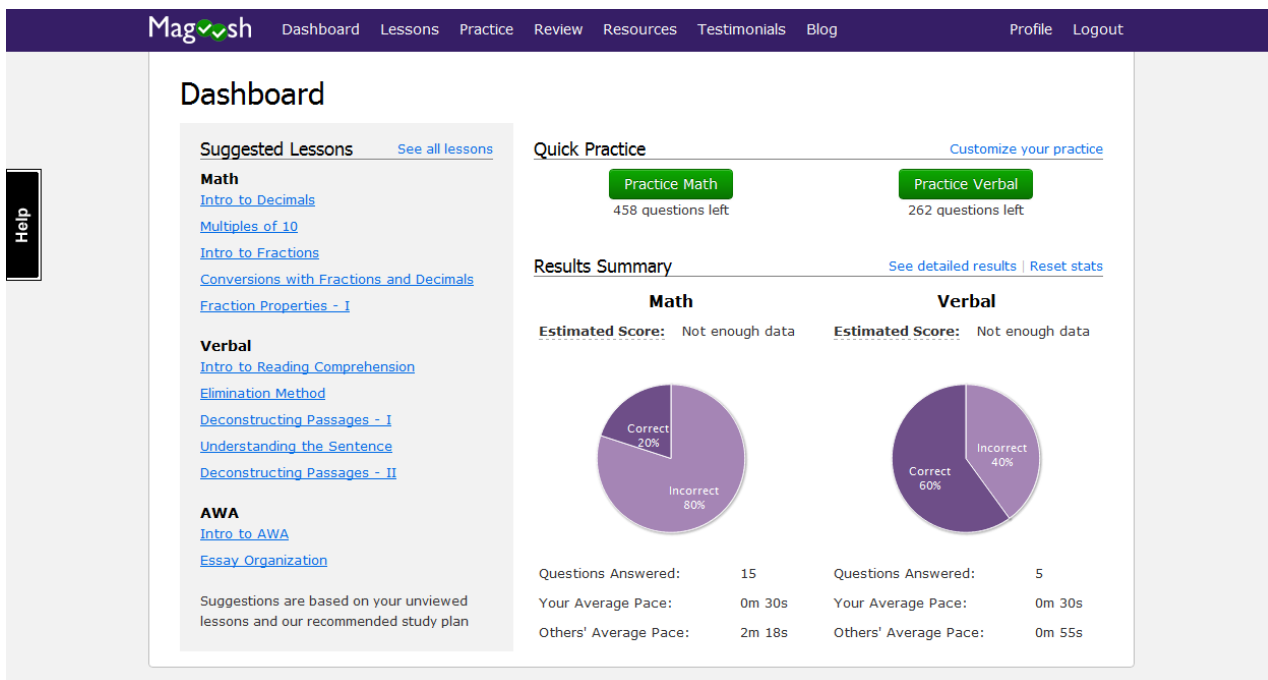 Magoosh Dashboard Lessons Practice Review Resources Testimonials Blog Profile Logout
Help
Dashboard
Suggested Lessons See all lessons
Math
Intro to Decimals
Multiples of 10
Intro to Fractions
Conversions with Fractions and Decimals
Fraction Properties - I
Verbal
Intro to Reading Comprehension
Elimination Method
Deconstructing Passages - I
Understanding the Sentence
Deconstructing Passages - II
AWA
Intro to AWA
Essay Organization
Suggestions are based on your unviewed
lessons and our recommended study plan
Quick Practice Customize your practice
Practice Math Practice Verbal
458 questions left 262 questions left
Results Summary See detailed results | Reset stats
Math
Estimated Score: Not enough data
Correct
20%
Incorrect
80%
Questions Answered: 15
Your Average Pace: 0m 30s
Others' Average Pace: 2m 18s
Verbal
Estimated Score: Not enough data
Incorrect
40%
Correct
60%
Questions Answered: 5
Your Average Pace: 0m 30s
Others' Average Pace: 0m 55s